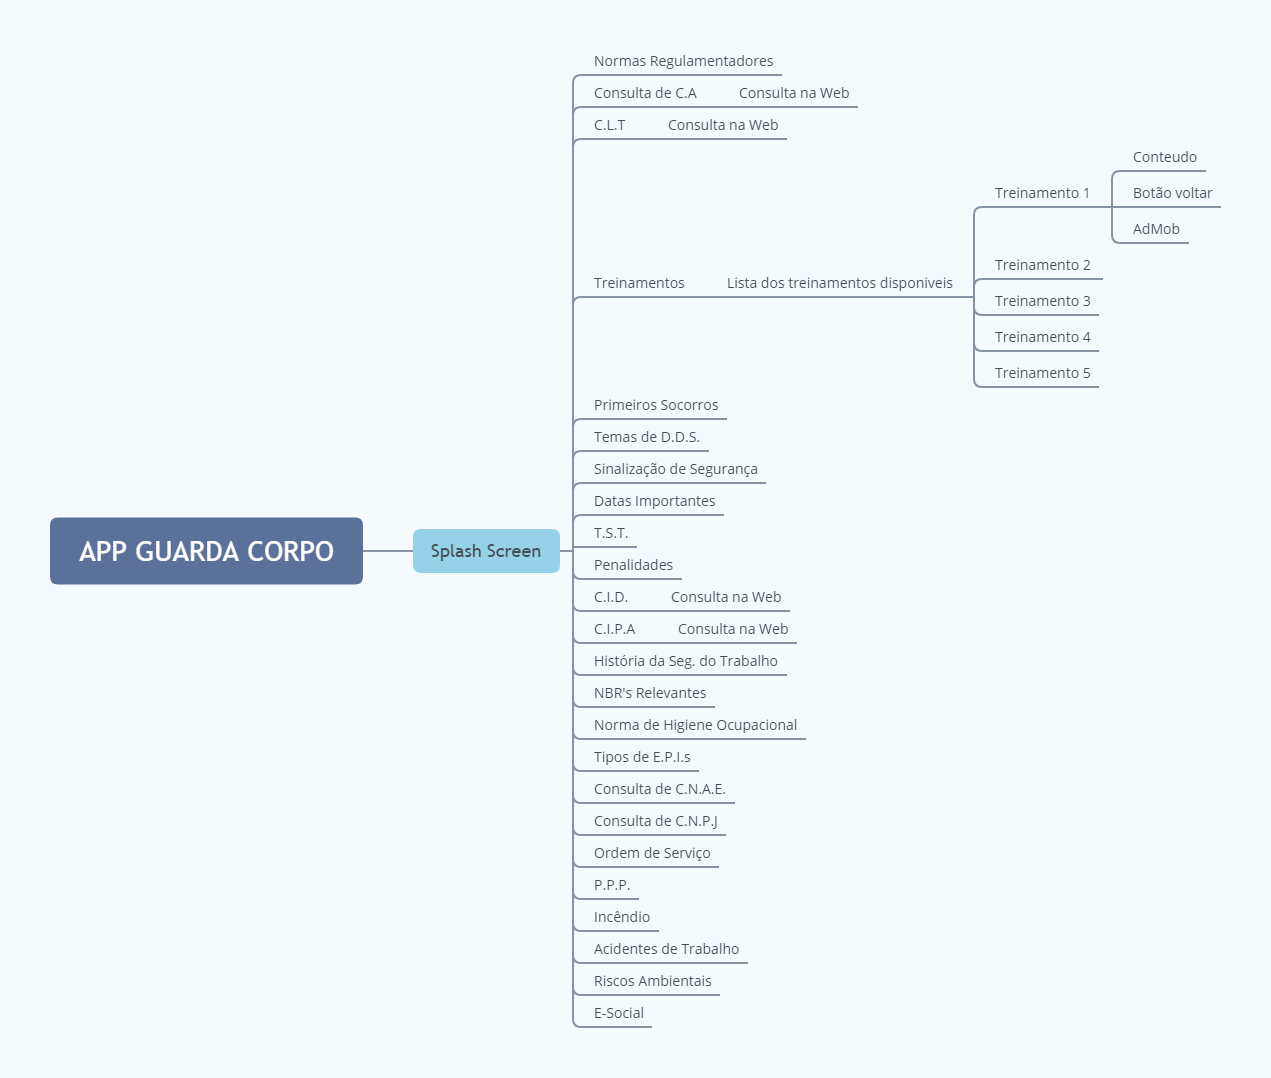 APP GUARDA CORPO
Splash Screen
Normas Regulamentadores
Consulta de C.A
Consulta na Web
C.L.T
Consulta na Web
Treinamentos
Lista dos treinamentos disponiveis
Treinamento 1
Conteudo
Botão voltar
AdMob
Treinamento 2
Treinamento 3
Treinamento 4
Treinamento 5
Primeiros Socorros
Temas de D.D.S.
Sinalização de Segurança
Datas Importantes
T.S.T.
Penalidades
C.I.D.
Consulta na Web
C.I.P.A
Consulta na Web
História da Seg. do Trabalho
NBR's Relevantes
Norma de Higiene Ocupacional
Tipos de E.P.I.s
Consulta de C.N.A.E.
Consulta de C.N.P.J
Ordem de Serviço
P.P.P.
Incêndio
Acidentes de Trabalho
Riscos Ambientais
E-Social